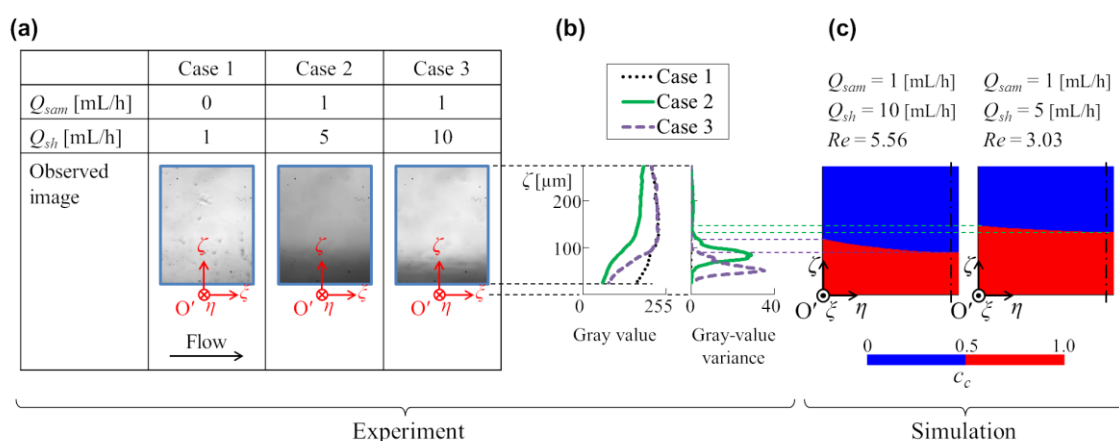 (a)
Case 1 Case 2 Case 3
Q_sam [mL/h] 0 1 1
Q_sh [mL/h] 1 5 10
Observed
image
ζ ζ ζ
O′ η ξ O′ η ξ O′ η ξ
Flow
Experiment
(b)
Case 1
Case 2
Case 3
ζ [µm]
200
100
0
0 255
Gray value
0 40
Gray-value
variance
(c)
Q_sam = 1 [mL/h]
Q_sh = 10 [mL/h]
Re = 5.56
Q_sam = 1 [mL/h]
Q_sh = 5 [mL/h]
Re = 3.03
ζ ζ
O′ ξ η O′ ξ η
0 0.5 1.0
c_c
Simulation